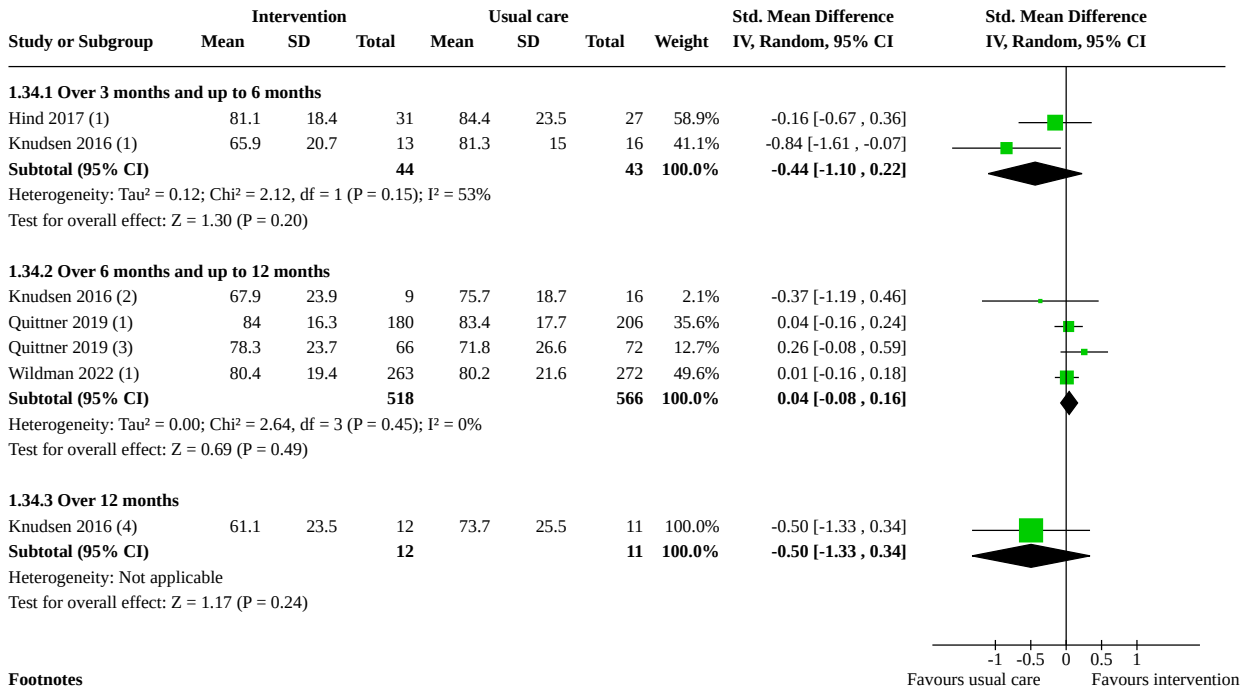 Intervention Usual care Std. Mean Difference Std. Mean Difference
Study or Subgroup Mean SD Total Mean SD Total Weight IV, Random, 95% CI IV, Random, 95% CI
1.34.1 Over 3 months and up to 6 months
Hind 2017 (1) 81.1 18.4 31 84.4 23.5 27 58.9% -0.16 [-0.67 , 0.36]
Knudsen 2016 (1) 65.9 20.7 13 81.3 15 16 41.1% -0.84 [-1.61 , -0.07]
Subtotal (95% CI) 44 43 100.0% -0.44 [-1.10 , 0.22]
Heterogeneity: Tau² = 0.12; Chi² = 2.12, df = 1 (P = 0.15); I² = 53%
Test for overall effect: Z = 1.30 (P = 0.20)
1.34.2 Over 6 months and up to 12 months
Knudsen 2016 (2) 67.9 23.9 9 75.7 18.7 16 2.1% -0.37 [-1.19 , 0.46]
Quittner 2019 (1) 84 16.3 180 83.4 17.7 206 35.6% 0.04 [-0.16 , 0.24]
Quittner 2019 (3) 78.3 23.7 66 71.8 26.6 72 12.7% 0.26 [-0.08 , 0.59]
Wildman 2022 (1) 80.4 19.4 263 80.2 21.6 272 49.6% 0.01 [-0.16 , 0.18]
Subtotal (95% CI) 518 566 100.0% 0.04 [-0.08 , 0.16]
Heterogeneity: Tau² = 0.00; Chi² = 2.64, df = 3 (P = 0.45); I² = 0%
Test for overall effect: Z = 0.69 (P = 0.49)
1.34.3 Over 12 months
Knudsen 2016 (4) 61.1 23.5 12 73.7 25.5 11 100.0% -0.50 [-1.33 , 0.34]
Subtotal (95% CI) 12 11 100.0% -0.50 [-1.33 , 0.34]
Heterogeneity: Not applicable
Test for overall effect: Z = 1.17 (P = 0.24)
-1 -0.5 0 0.5 1
Footnotes Favours usual care Favours intervention